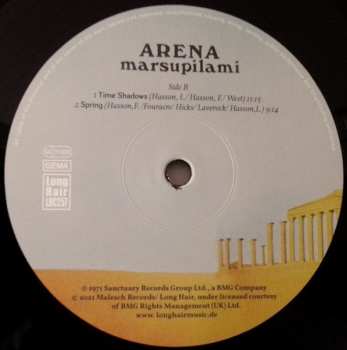 ARENA
marsupilami
Side B
1 Time Shadows (Hasson, L./ Hasson, F./ West) 11:15
2 Spring (Hasson,F. /Fouracre/ Hicks/ Laverock/ Hasson,L. ) 9:14
GEMA
Long
Hair
LHC257
℗ 1971 Sanctuary Records Group Ltd. , a BMG Company
© 2021 Malesch Records/ Long Hair, under licensed courtesy
of BMG Rights Management (UK) Ltd.
www.longhairmusic.de